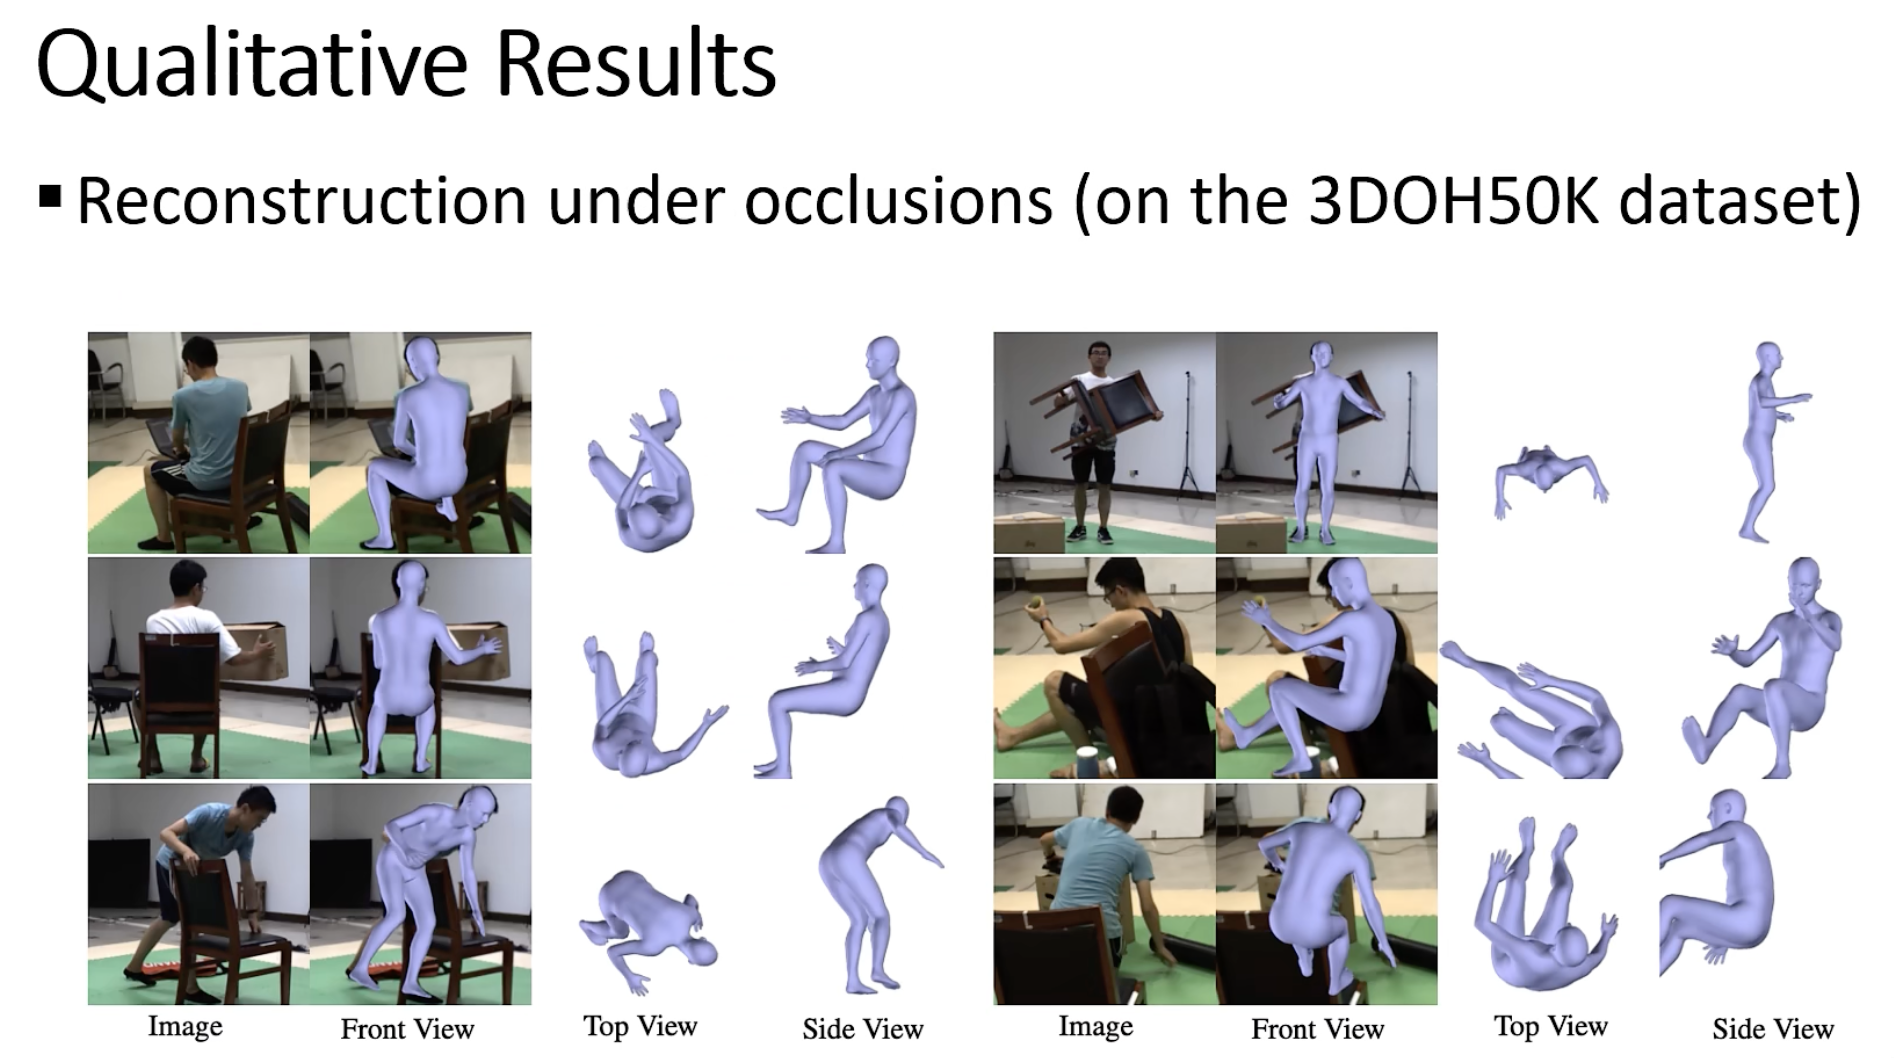 Qualitative Results
▪ Reconstruction under occlusions (on the 3DOH50K dataset)
Image Front View Top View Side View Image Front View Top View Side View